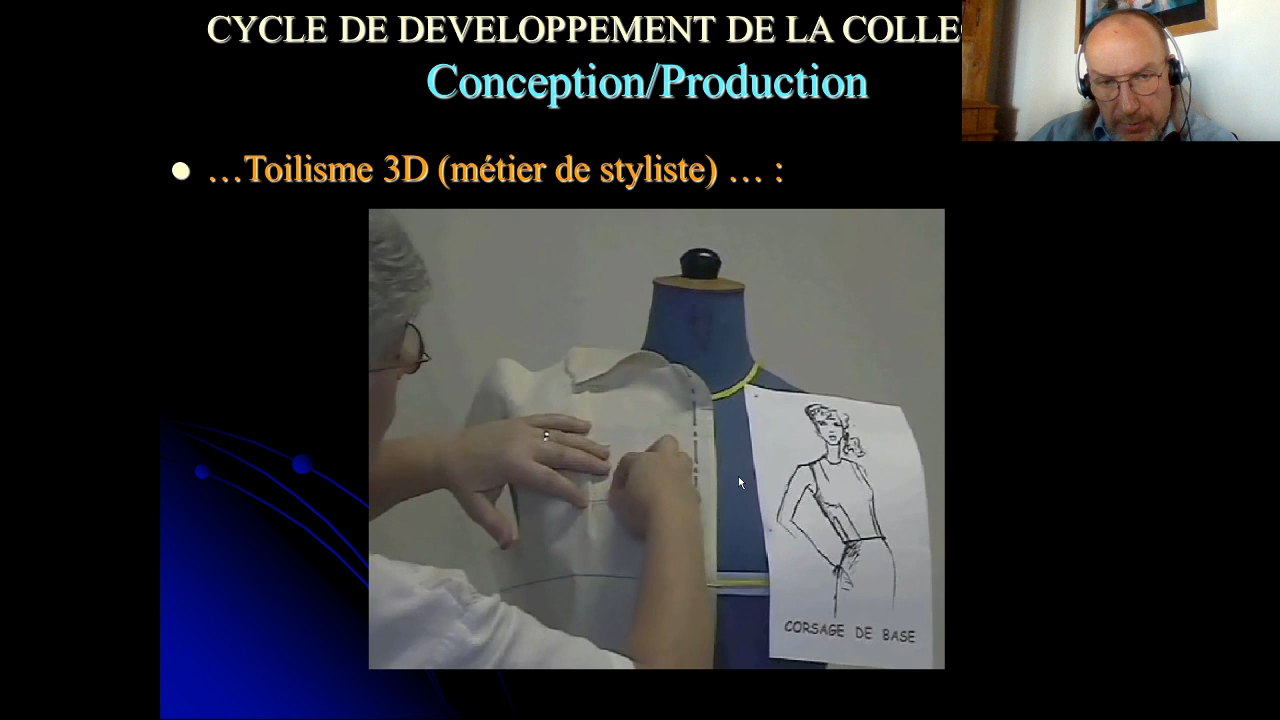 CYCLE DE DEVELOPPEMENT DE LA COLLE
Conception/Production
…Toilisme 3D (métier de styliste) … :
CORSAGE DE BASE